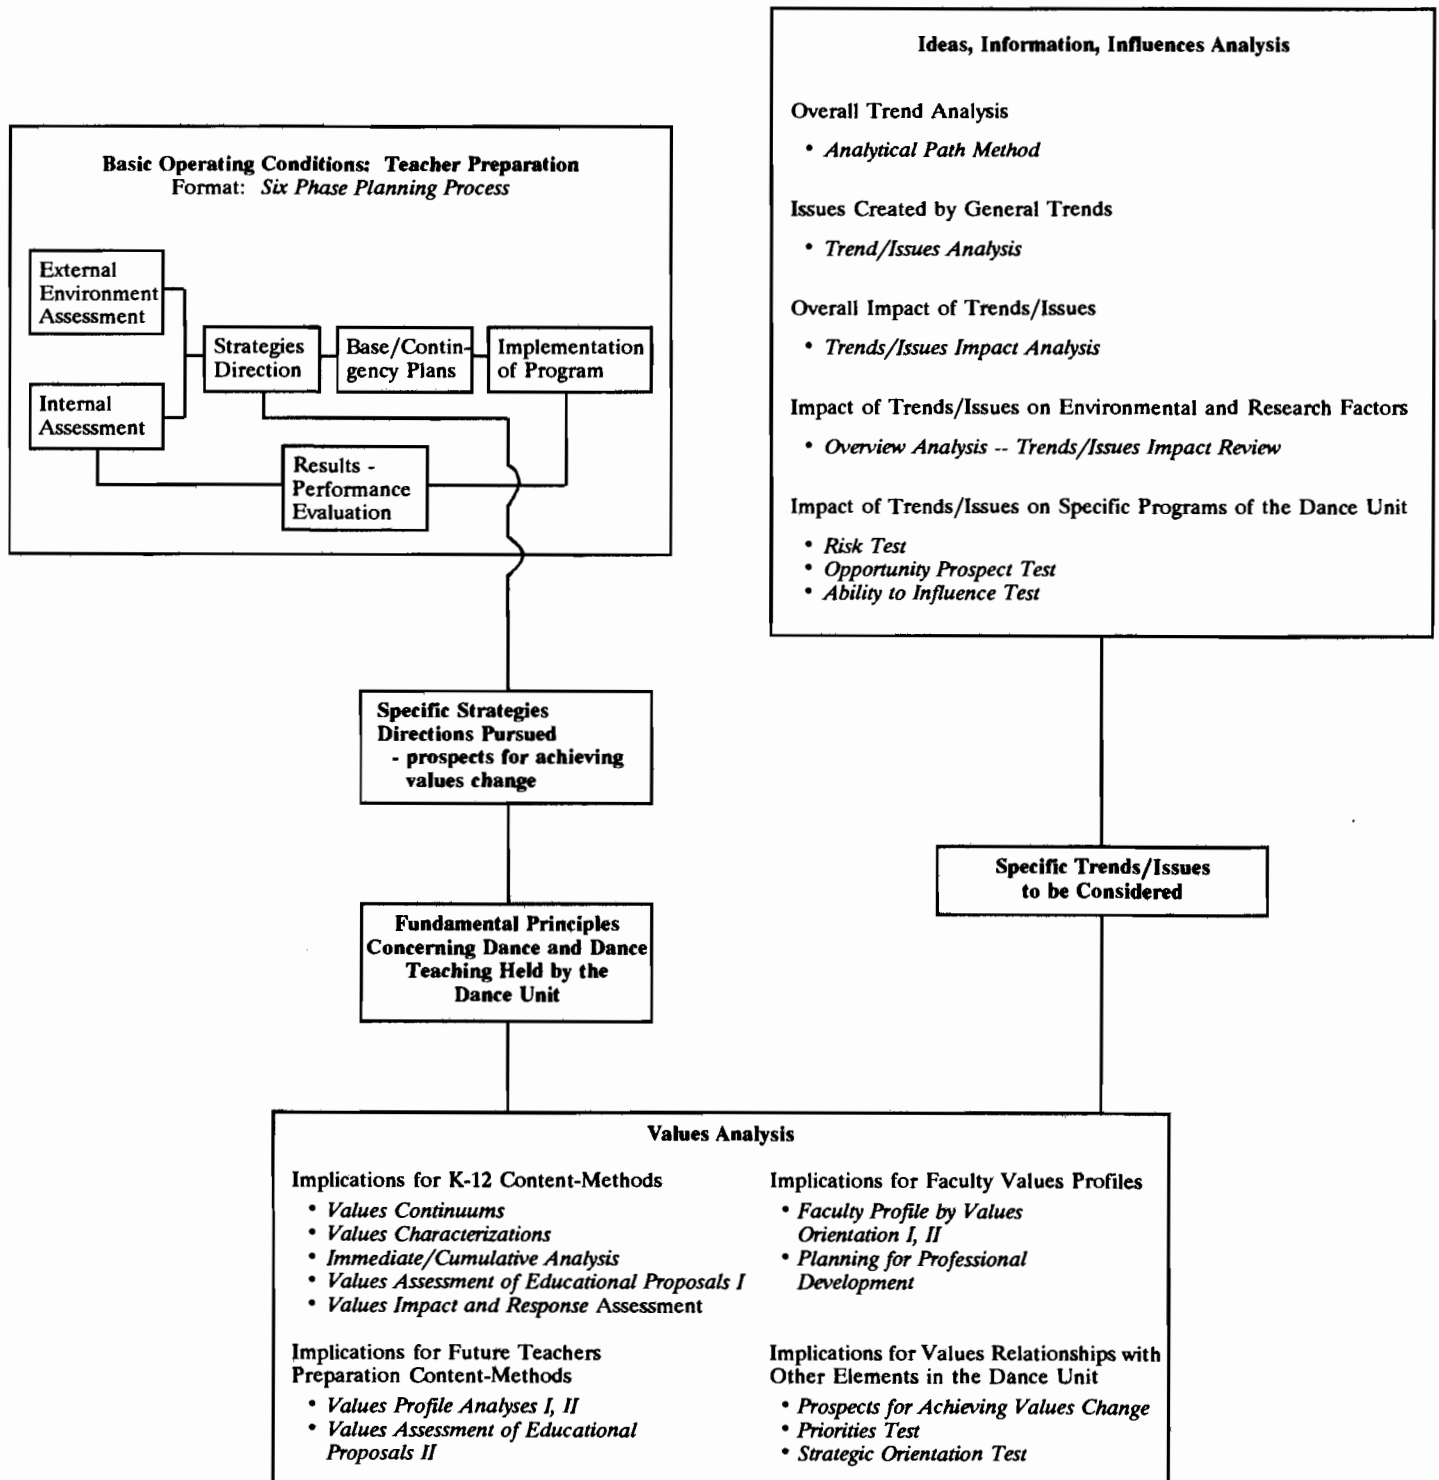 Ideas, Information, Influences Analysis
Overall Trend Analysis
• Analytical Path Method
Issues Created by General Trends
• Trend/Issues Analysis
Overall Impact of Trends/Issues
• Trends/Issues Impact Analysis
Impact of Trends/Issues on Environmental and Research Factors
• Overview Analysis -- Trends/Issues Impact Review
Impact of Trends/Issues on Specific Programs of the Dance Unit
• Risk Test
• Opportunity Prospect Test
• Ability to Influence Test
Basic Operating Conditions: Teacher Preparation
Format: Six Phase Planning Process
External
Environment
Assessment
Internal
Assessment
Strategies
Direction
Base/Contin-
gency Plans
Implementation
of Program
Results -
Performance
Evaluation
Specific Strategies
Directions Pursued
- prospects for achieving
values change
Fundamental Principles
Concerning Dance and Dance
Teaching Held by the
Dance Unit
Specific Trends/Issues
to be Considered
Values Analysis
Implications for K-12 Content-Methods
• Values Continuums
• Values Characterizations
• Immediate/Cumulative Analysis
• Values Assessment of Educational Proposals I
• Values Impact and Response Assessment
Implications for Future Teachers
Preparation Content-Methods
• Values Profile Analyses I, II
• Values Assessment of Educational
Proposals II
Implications for Faculty Values Profiles
• Faculty Profile by Values
Orientation I, II
• Planning for Professional
Development
Implications for Values Relationships with
Other Elements in the Dance Unit
• Prospects for Achieving Values Change
• Priorities Test
• Strategic Orientation Test